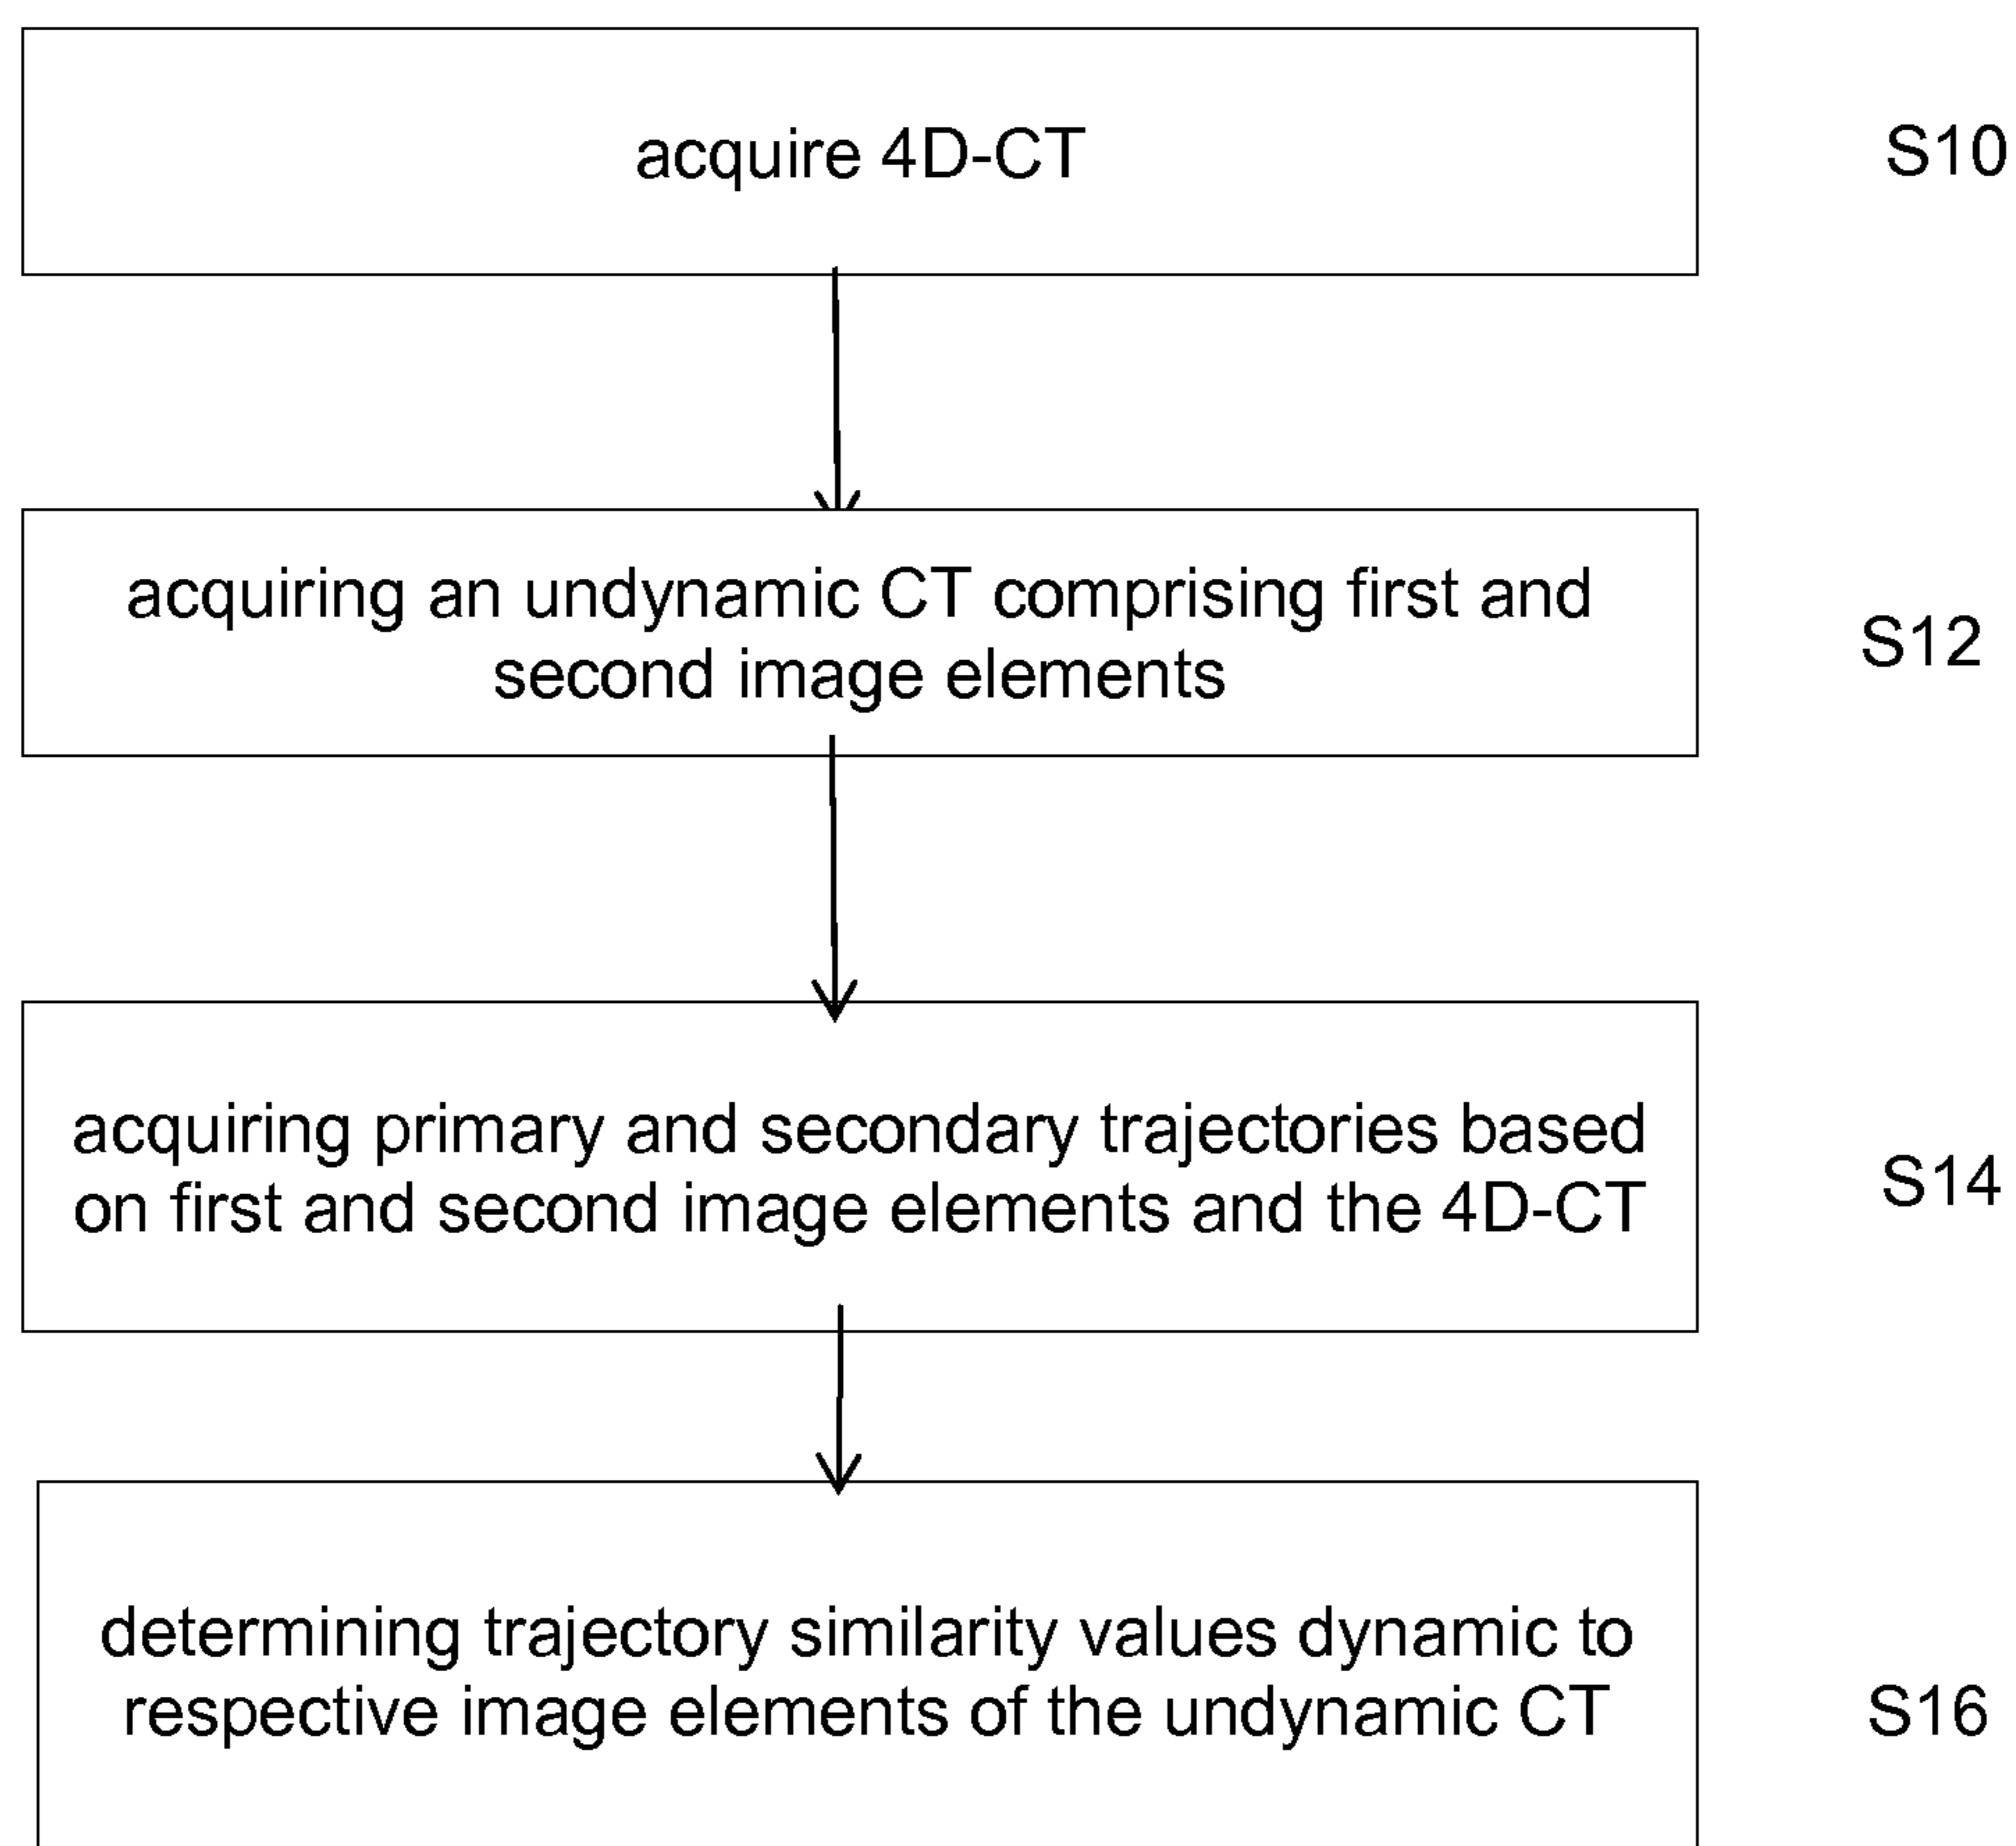 acquire 4D-CT
S10
acquiring an undynamic CT comprising first and
second image elements
S12
acquiring primary and secondary trajectories based
on first and second image elements and the 4D-CT
S14
determining trajectory similarity values dynamic to
respective image elements of the undynamic CT
S16